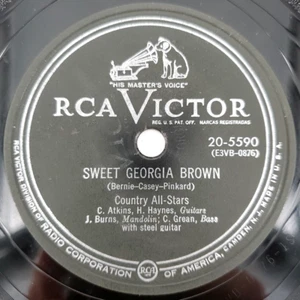 "HIS MASTER'S VOICE"
RCA VICTOR
REG. U.S. PAT. OFF. MARCAS REGISTRADAS
20-5590
(E3VB-0876)
SWEET GEORGIA BROWN
(Bernie-Casey-Pinkard)
Country All-Stars
C. Atkins, H. Haynes, Guitars
J. Burns, Mandolin; C. Grean, Bass
with steel guitar
RCA VICTOR DIVISION OF RADIO CORPORATION OF AMERICA, CAMDEN, N. J. MADE IN U.S.A.
RCA